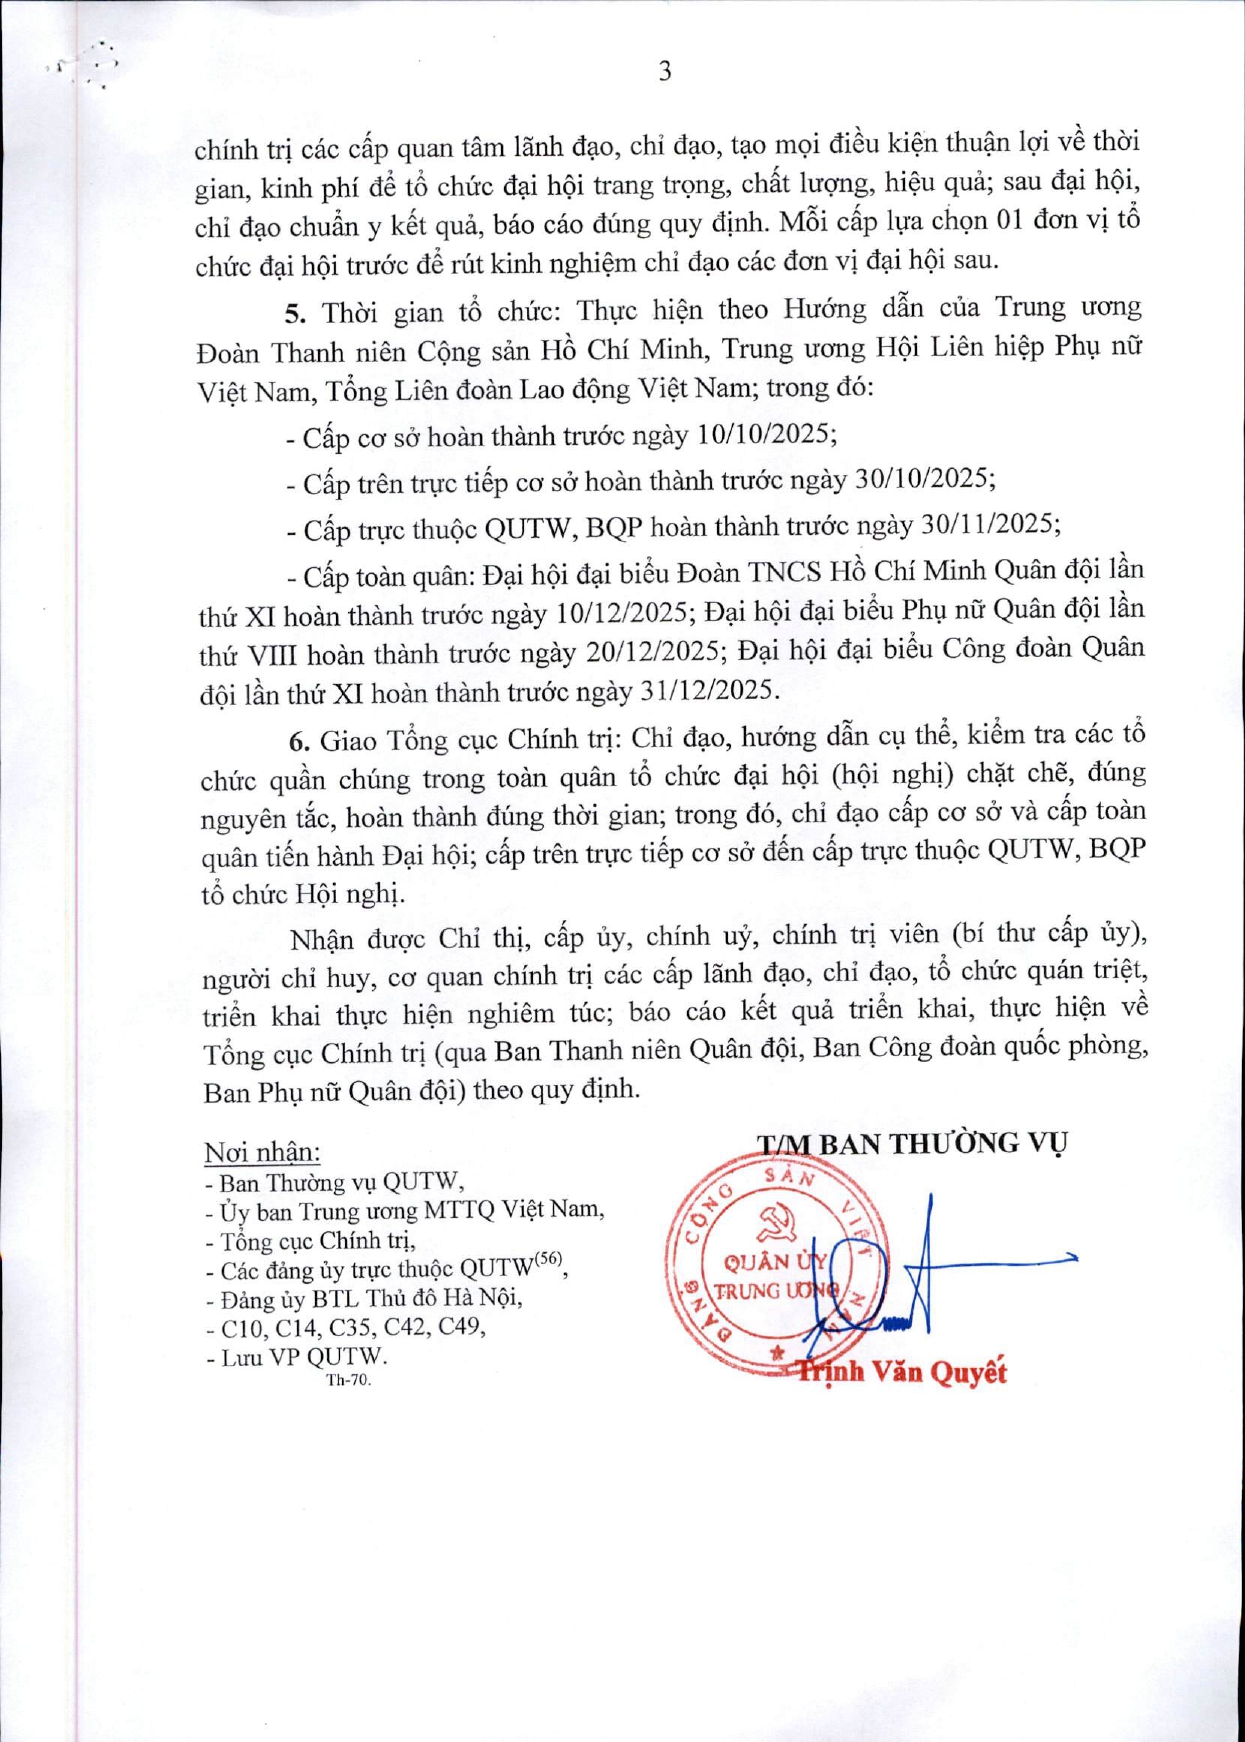 3
chính trị các cấp quan tâm lãnh đạo, chỉ đạo, tạo mọi điều kiện thuận lợi về thời
gian, kinh phí để tổ chức đại hội trang trọng, chất lượng, hiệu quả; sau đại hội,
chỉ đạo chuẩn y kết quả, báo cáo đúng quy định. Mỗi cấp lựa chọn 01 đơn vị tổ
chức đại hội trước để rút kinh nghiệm chỉ đạo các đơn vị đại hội sau.
5. Thời gian tổ chức: Thực hiện theo Hướng dẫn của Trung ương
Đoàn Thanh niên Cộng sản Hồ Chí Minh, Trung ương Hội Liên hiệp Phụ nữ
Việt Nam, Tổng Liên đoàn Lao động Việt Nam; trong đó:
- Cấp cơ sở hoàn thành trước ngày 10/10/2025;
- Cấp trên trực tiếp cơ sở hoàn thành trước ngày 30/10/2025;
- Cấp trực thuộc QUTW, BQP hoàn thành trước ngày 30/11/2025;
- Cấp toàn quân: Đại hội đại biểu Đoàn TNCS Hồ Chí Minh Quân đội lần
thứ XI hoàn thành trước ngày 10/12/2025; Đại hội đại biểu Phụ nữ Quân đội lần
thứ VIII hoàn thành trước ngày 20/12/2025; Đại hội đại biểu Công đoàn Quân
đội lần thứ XI hoàn thành trước ngày 31/12/2025.
6. Giao Tổng cục Chính trị: Chỉ đạo, hướng dẫn cụ thể, kiểm tra các tổ
chức quần chúng trong toàn quân tổ chức đại hội (hội nghị) chặt chẽ, đúng
nguyên tắc, hoàn thành đúng thời gian; trong đó, chỉ đạo cấp cơ sở và cấp toàn
quân tiến hành Đại hội; cấp trên trực tiếp cơ sở đến cấp trực thuộc QUTW, BQP
tổ chức Hội nghị.
Nhận được Chỉ thị, cấp ủy, chính uỷ, chính trị viên (bí thư cấp ủy),
người chỉ huy, cơ quan chính trị các cấp lãnh đạo, chỉ đạo, tổ chức quán triệt,
triển khai thực hiện nghiêm túc; báo cáo kết quả triển khai, thực hiện về
Tổng cục Chính trị (qua Ban Thanh niên Quân đội, Ban Công đoàn quốc phòng,
Ban Phụ nữ Quân đội) theo quy định.
Nơi nhận:
- Ban Thường vụ QUTW,
- Ủy ban Trung ương MTTQ Việt Nam,
- Tổng cục Chính trị,
- Các đảng ủy trực thuộc QUTW(56),
- Đảng ủy BTL Thủ đô Hà Nội,
- C10, C14, C35, C42, C49,
- Lưu VP QUTW.
Th-70.
T/M BAN THƯỜNG VỤ
ĐẢNG CỘNG SẢN VIỆT NAM
QUÂN ỦY
TRUNG ƯƠNG
Trịnh Văn Quyết